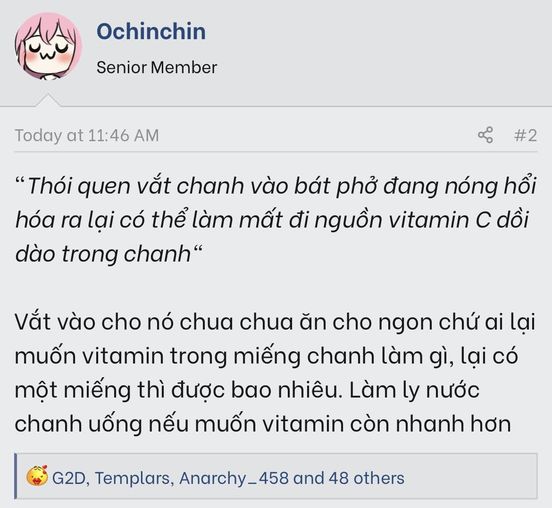 Ochinchin
Senior Member
Today at 11:46 AM
#2
“Thói quen vắt chanh vào bát phở đang nóng hổi
hóa ra lại có thể làm mất đi nguồn vitamin C dồi
dào trong chanh“
Vắt vào cho nó chua chua ăn cho ngon chứ ai lại
muốn vitamin trong miếng chanh làm gì, lại có
một miếng thì được bao nhiêu. Làm ly nước
chanh uống nếu muốn vitamin còn nhanh hơn
G2D, Templars, Anarchy_458 and 48 others